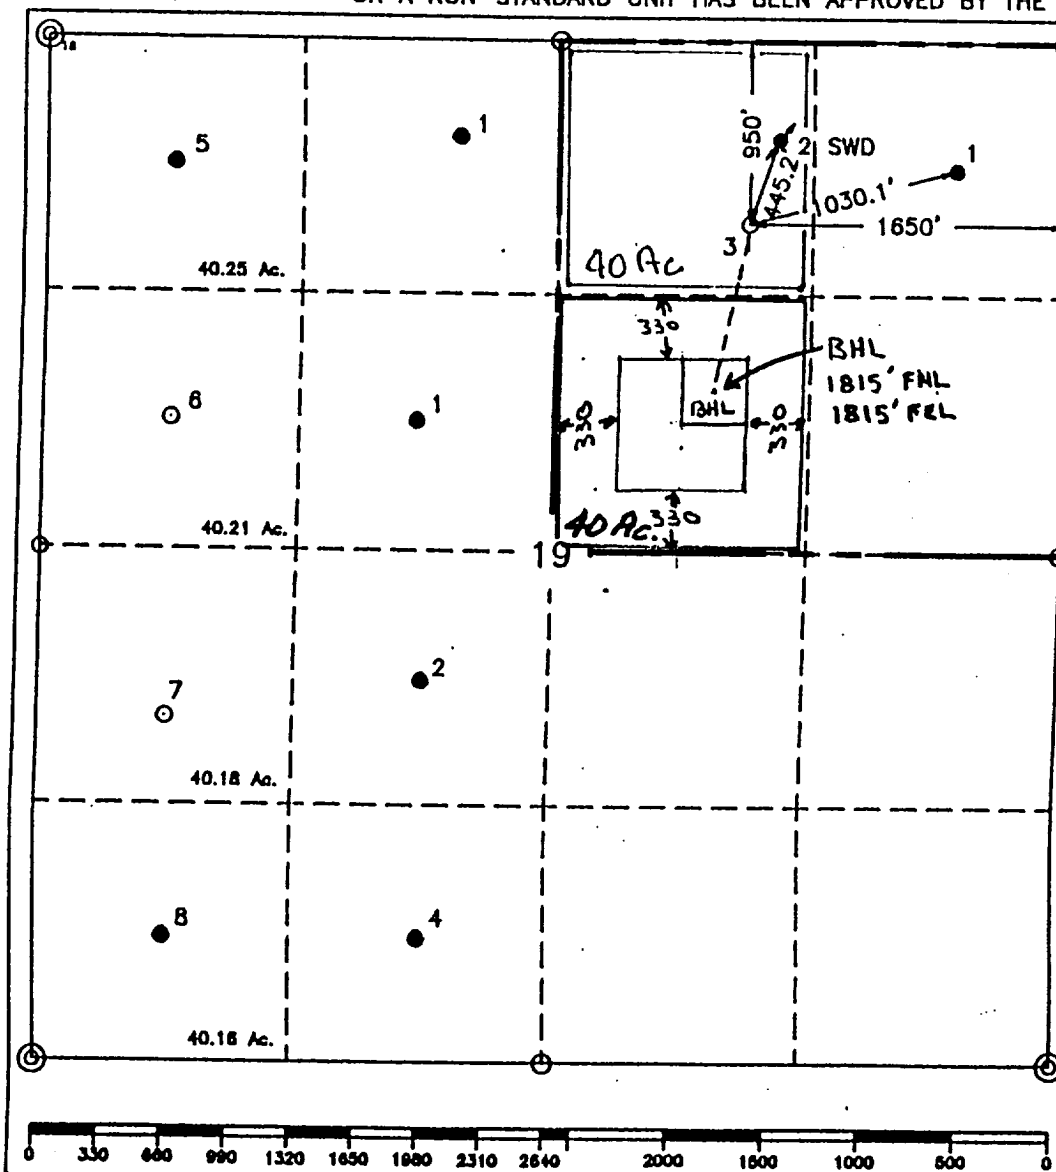 OR A NON-STANDARD UNIT HAS BEEN APPROVED BY THE
18
5
1
950'
2 SWD
1
445.2'
1030.1'
1650'
3
40 Ac
40.25 Ac.
330
BHL
1815' FNL
1815' FEL
6
1
330
BHL
330
40.21 Ac.
40 Ac.
330
19
2
7
40.18 Ac.
8
4
40.16 Ac.
0 330 660 990 1320 1650 1980 2310 2640 2000 1500 1000 500 0